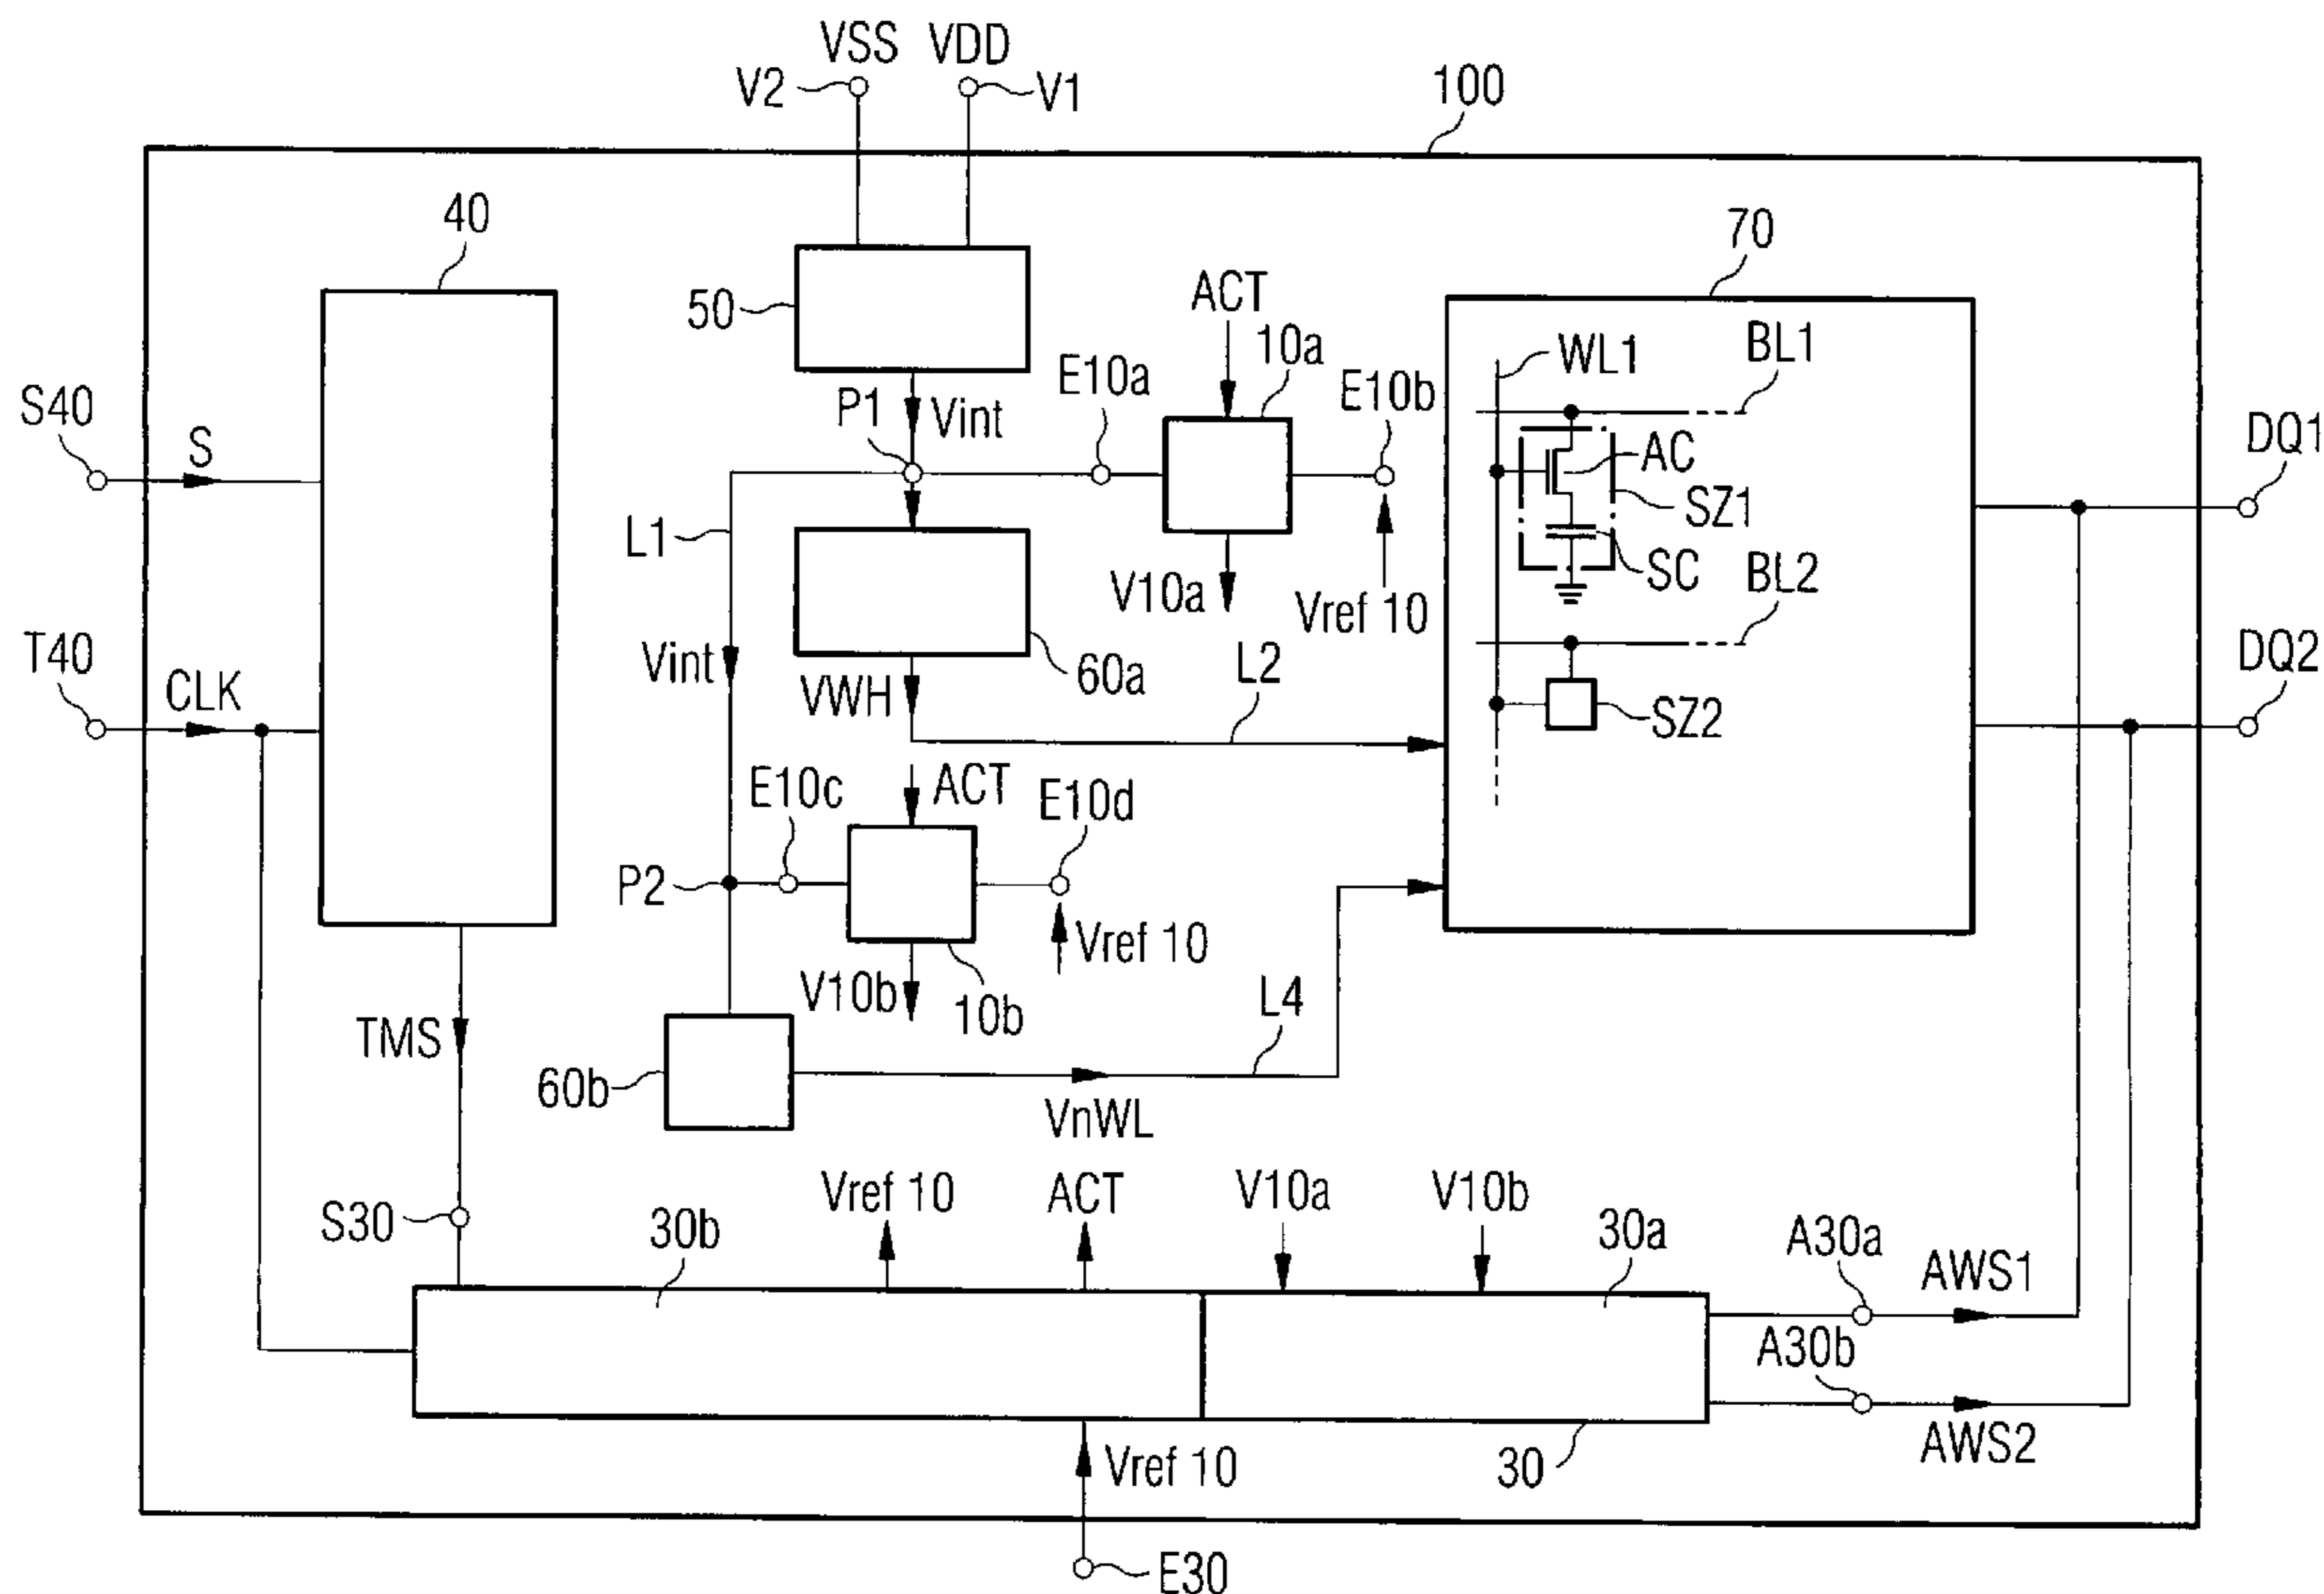 VSS VDD
V2 V1
100
40
70
50
ACT
10a
WL1
BL1
E10a
E10b
P1
Vint
S40
S
DQ1
AC
SZ1
L1
SC
BL2
V10a
Vref 10
T40
CLK
Vint
60a
L2
DQ2
VWH
SZ2
E10c
ACT
E10d
P2
Vref 10
V10b
10b
L4
TMS
60b
VnWL
Vref 10
ACT
V10a
V10b
S30
30b
30a
A30a
AWS1
A30b
AWS2
Vref 10
30
E30